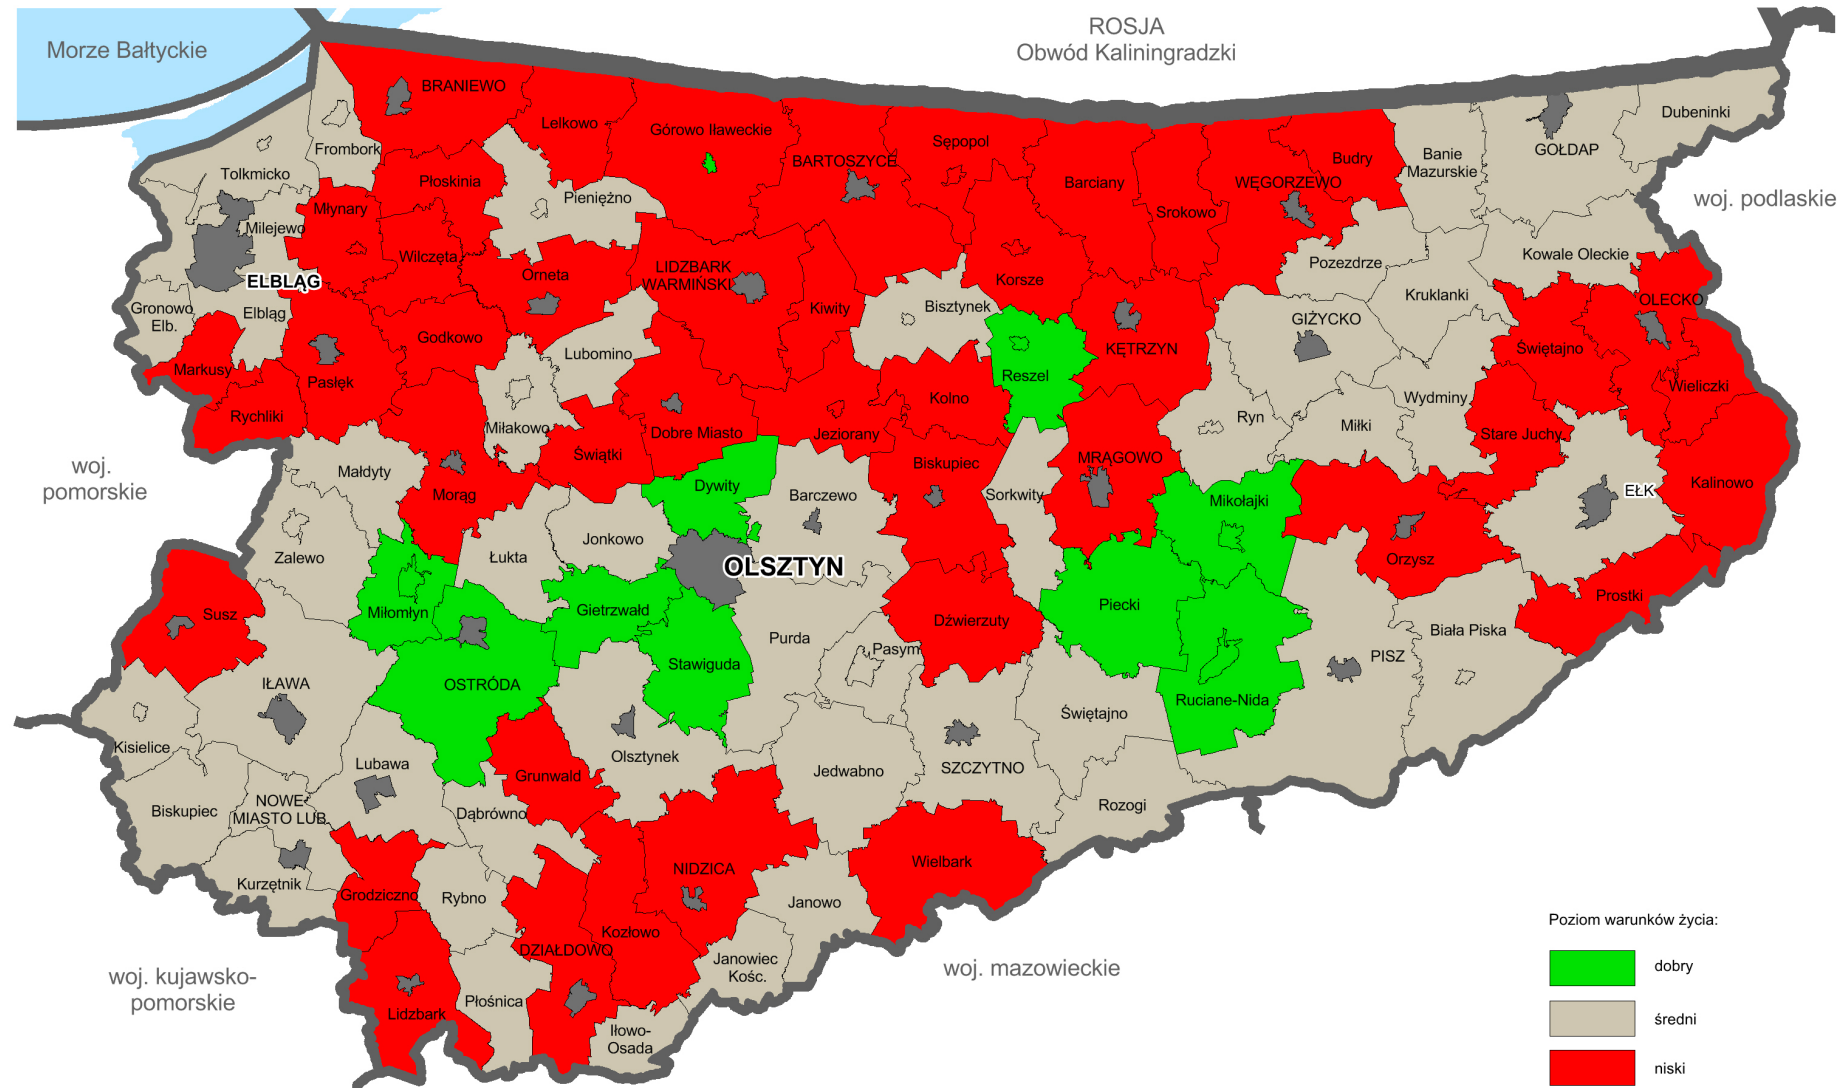 ROSJA
Obwód Kaliningradzki
Morze Bałtyckie
BRANIEWO
Lelkowo
Górowo Iławeckie
BARTOSZYCE
Sępopol
Barciany
Srokowo
WĘGORZEWO
Budry
Banie
Mazurskie
GOŁDAP
Dubeninki
woj. podlaskie
Frombork
Tolkmicko
Płoskinia
Pieniężno
Młynary
Milejewo
Wilczęta
ELBLĄG
Orneta
LIDZBARK
WARMIŃSKI
Kiwity
Korsze
Pozezdrze
Kowale Oleckie
Kruklanki
OLECKO
Gronowo
Elb.
Elbląg
Godkowo
Bisztynek
GIŻYCKO
Lubomino
KĘTRZYN
Świętajno
Markusy
Pasłęk
Reszel
Wieliczki
Rychliki
Kolno
Wydminy
Miłakowo
Dobre Miasto
Jeziorany
Ryn
Miłki
Stare Juchy
Świątki
Biskupiec
MRĄGOWO
woj.
pomorskie
Małdyty
Morąg
Dywity
Barczewo
Sorkwity
Mikołajki
EŁK
Kalinowo
Zalewo
Łukta
Jonkowo
OLSZTYN
Orzysz
Susz
Miłomłyn
Gietrzwałd
Piecki
Prostki
Dźwierzuty
Biała Piska
Purda
Pasym
PISZ
Stawiguda
IŁAWA
OSTRÓDA
Ruciane-Nida
Świętajno
Kisielice
Olsztynek
Lubawa
Grunwald
Jedwabno
SZCZYTNO
Rozogi
Biskupiec
NOWE
MIASTO LUB.
Dąbrówno
Wielbark
NIDZICA
Kurzętnik
Grodziczno
Rybno
Janowo
Kozłowo
DZIAŁDOWO
Janowiec
Kośc.
woj. kujawsko-
pomorskie
woj. mazowieckie
Płośnica
Lidzbark
Iłowo-
Osada
Poziom warunków życia:
dobry
średni
niski